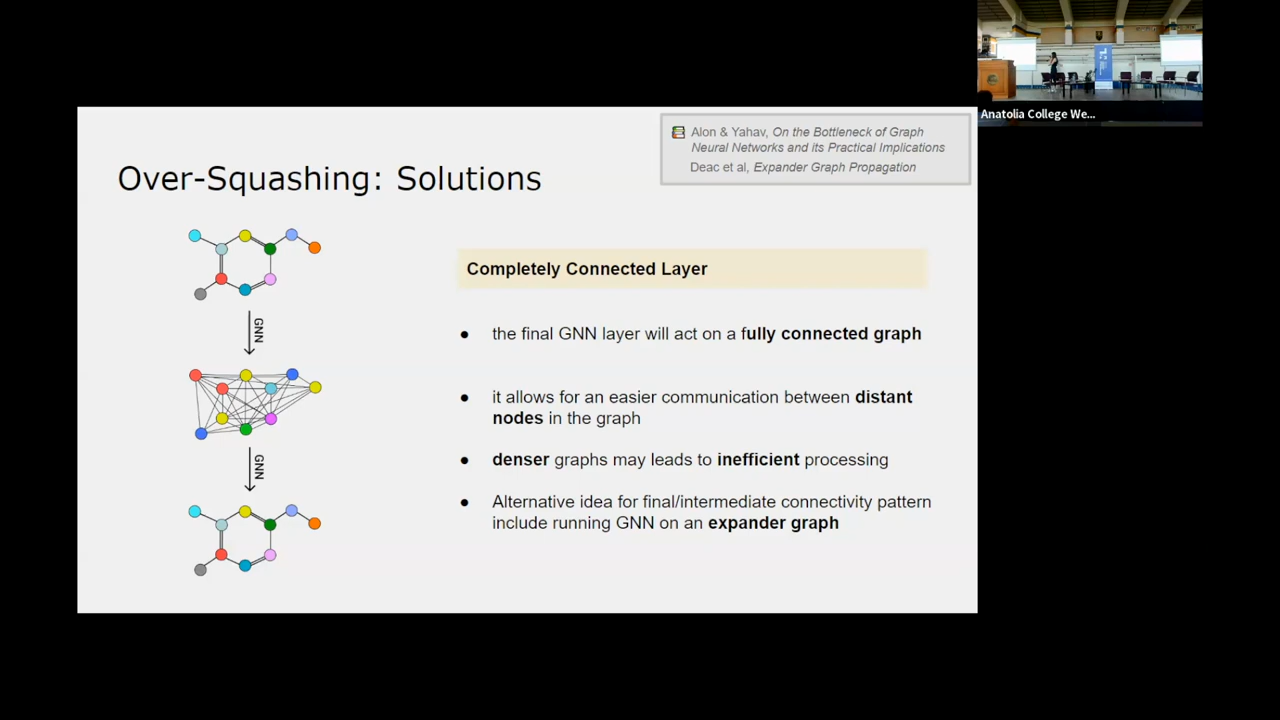 Anatolia College We...
Alon & Yahav, On the Bottleneck of Graph
Neural Networks and its Practical Implications
Deac et al, Expander Graph Propagation
Over-Squashing: Solutions
GNN
GNN
Completely Connected Layer
● the final GNN layer will act on a fully connected graph
● it allows for an easier communication between distant
nodes in the graph
● denser graphs may leads to inefficient processing
● Alternative idea for final/intermediate connectivity pattern
include running GNN on an expander graph